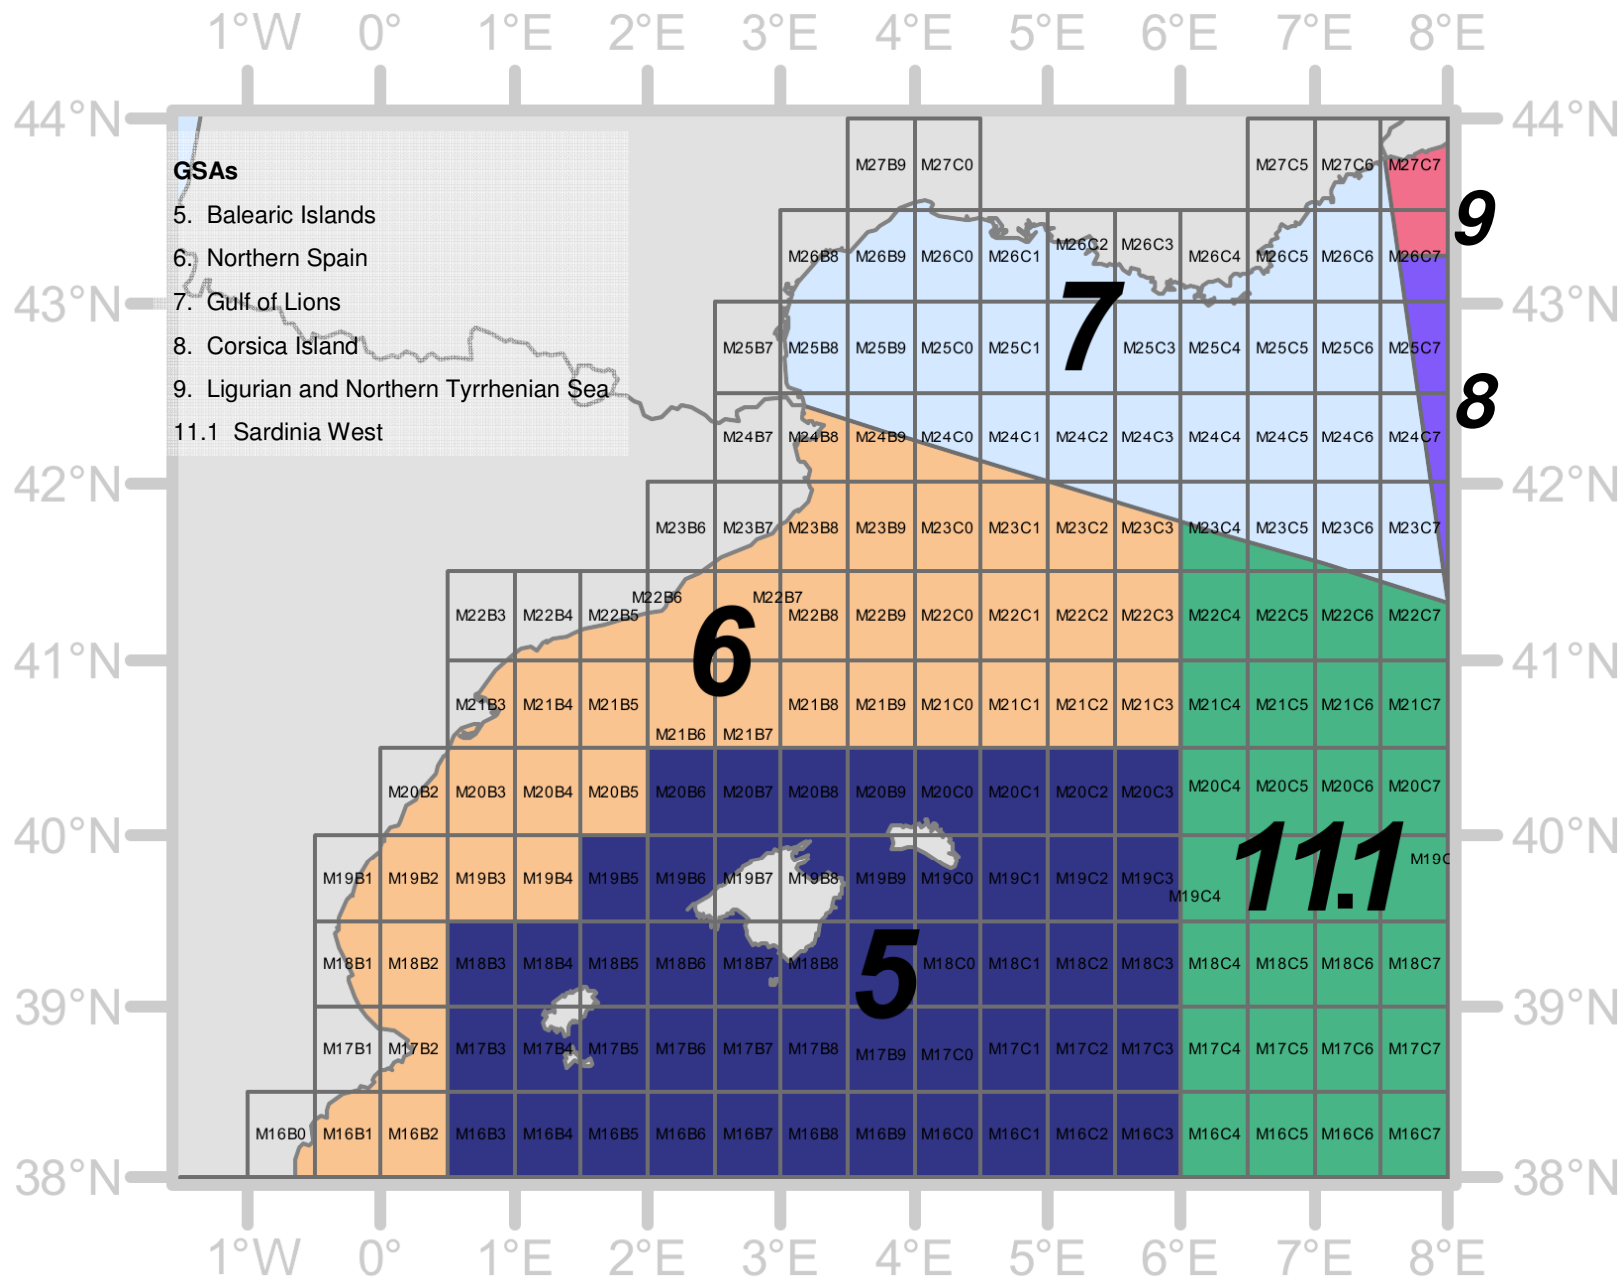 1°W 0° 1°E 2°E 3°E 4°E 5°E 6°E 7°E 8°E
44°N 44°N
GSAs
5. Balearic Islands
6. Northern Spain
7. Gulf of Lions
8. Corsica Island
9. Ligurian and Northern Tyrrhenian Sea
11.1 Sardinia West
M27B9 M27C0 M27C5 M27C6 M27C7
9
M26B8 M26B9 M26C0 M26C1 M26C2 M26C3 M26C4 M26C5 M26C6 M26C7
43°N 43°N
7
M25B7 M25B8 M25B9 M25C0 M25C1 M25C3 M25C4 M25C5 M25C6 M25C7
8
M24B7 M24B8 M24B9 M24C0 M24C1 M24C2 M24C3 M24C4 M24C5 M24C6 M24C7
42°N 42°N
M23B6 M23B7 M23B8 M23B9 M23C0 M23C1 M23C2 M23C3 M23C4 M23C5 M23C6 M23C7
M22B3 M22B4 M22B5 M22B6 M22B7 M22B8 M22B9 M22C0 M22C1 M22C2 M22C3 M22C4 M22C5 M22C6 M22C7
6
41°N 41°N
M21B3 M21B4 M21B5 M21B6 M21B7 M21B8 M21B9 M21C0 M21C1 M21C2 M21C3 M21C4 M21C5 M21C6 M21C7
M20B2 M20B3 M20B4 M20B5 M20B6 M20B7 M20B8 M20B9 M20C0 M20C1 M20C2 M20C3 M20C4 M20C5 M20C6 M20C7
40°N 40°N
11.1
M19B1 M19B2 M19B3 M19B4 M19B5 M19B6 M19B7 M19B8 M19B9 M19C0 M19C1 M19C2 M19C3 M19C4 M19C
5
M18B1 M18B2 M18B3 M18B4 M18B5 M18B6 M18B7 M18B8 M18C0 M18C1 M18C2 M18C3 M18C4 M18C5 M18C6 M18C7
39°N 39°N
M17B1 M17B2 M17B3 M17B4 M17B5 M17B6 M17B7 M17B8 M17B9 M17C0 M17C1 M17C2 M17C3 M17C4 M17C5 M17C6 M17C7
M16B0 M16B1 M16B2 M16B3 M16B4 M16B5 M16B6 M16B7 M16B8 M16B9 M16C0 M16C1 M16C2 M16C3 M16C4 M16C5 M16C6 M16C7
38°N 38°N
1°W 0° 1°E 2°E 3°E 4°E 5°E 6°E 7°E 8°E